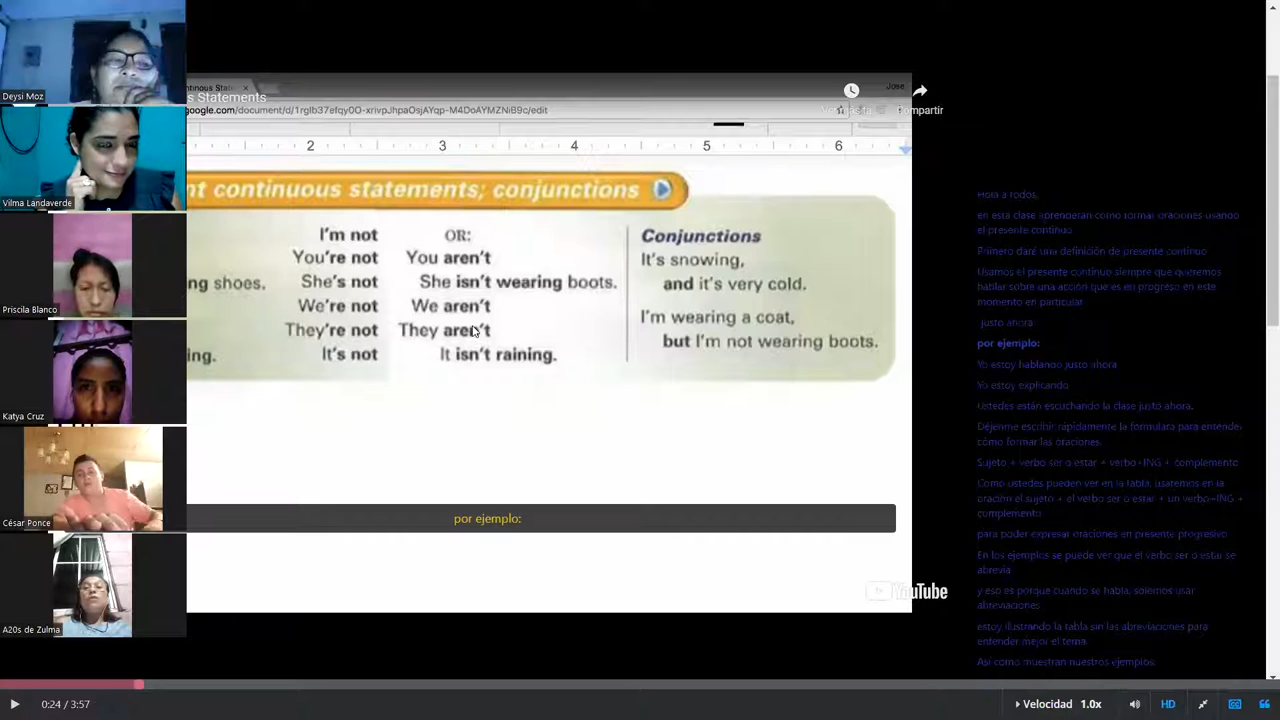 Deysi Moz
Vilma Landaverde
Priscila Blanco
Katya Cruz
César Ponce
A20s de Zulma
s Statements
Jose
google.com/document/d/1rglb37efqy0O-xrivpJhpaOsjAYqp-M4DoAYMZNiB9c/edit
ompartir
2 3 4 5 6
nt continuous statements; conjunctions
I'm not OR:
You're not You aren't
ng shoes. She's not She isn't wearing boots.
We're not We aren't
They're not They aren't
ing. It's not It isn't raining.
Conjunctions
It's snowing,
and it's very cold.
I'm wearing a coat,
but I'm not wearing boots.
por ejemplo:
YouTube
Hora a todos,
en esta clase aprenderan como formar oraciones usando
el presente continuo
Primero daré una definición de presente continuo
Usamos el presente continuo siempre que queremos
hablar sobre una acción que es en progreso en este
momento en particular
justo ahora
por ejemplo:
Yo estoy hablando justo ahora
Yo estoy explicando
Ustedes están escuchando la clase justo ahora.
Déjenme escribir rápidamente la formulara para entender
cómo formar las oraciones.
Sujeto + verbo ser o estar + verbo+ING + complemento
Como ustedes pueden ver en la tabla, usaremos en la
oración el sujeto + el verbo ser o estar + un verbo+ING +
complemento
para poder expresar oraciones en presente progresivo
En los ejemplos se puede ver que el verbo ser o estar se
abrevia
y eso es porque cuando se habla, solemos usar
abreviaciones
estoy ilustrando la tabla sin las abreviaciones para
entender mejor el tema
Así como muestran nuestros ejemplos:
0:24 / 3:57
Velocidad 1.0x
HD